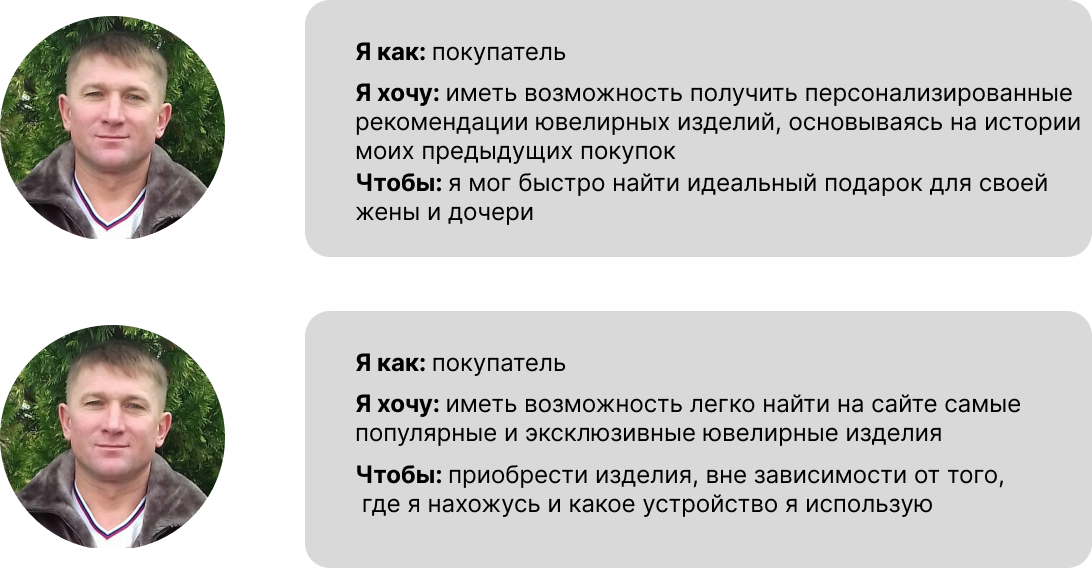 Я как: покупатель
Я хочу: иметь возможность получить персонализированные
рекомендации ювелирных изделий, основываясь на истории
моих предыдущих покупок
Чтобы: я мог быстро найти идеальный подарок для своей
жены и дочери
Я как: покупатель
Я хочу: иметь возможность легко найти на сайте самые
популярные и эксклюзивные ювелирные изделия
Чтобы: приобрести изделия, вне зависимости от того,
где я нахожусь и какое устройство я использую